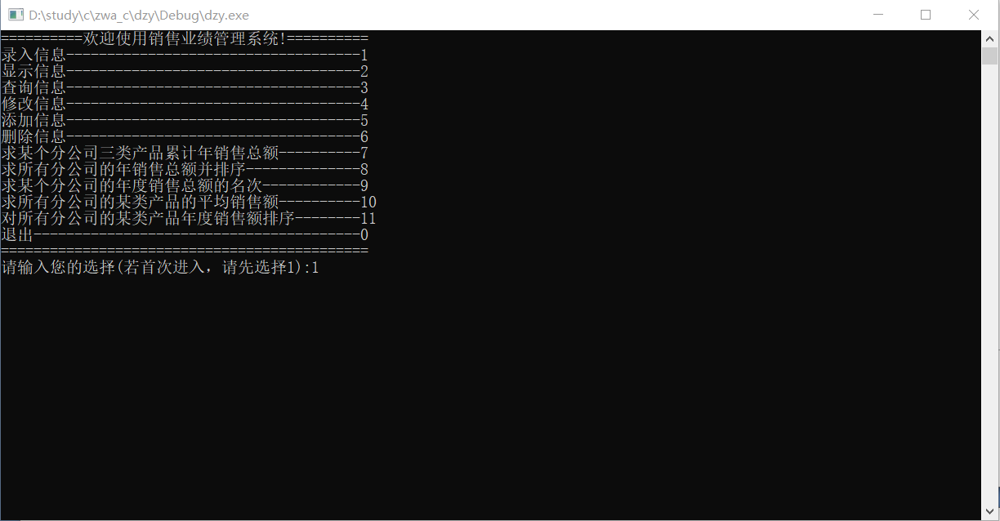 D:\study\c\zwa_c\dzy\Debug\dzy.exe
==========欢迎使用销售业绩管理系统!==========
录入信息------------------------------------1
显示信息------------------------------------2
查询信息------------------------------------3
修改信息------------------------------------4
添加信息------------------------------------5
删除信息------------------------------------6
求某个分公司三类产品累计年销售总额----------7
求所有分公司的年销售总额并排序--------------8
求某个分公司的年度销售总额的名次------------9
求所有分公司的某类产品的平均销售额----------10
对所有分公司的某类产品年度销售额排序--------11
退出----------------------------------------0
=============================================
请输入您的选择(若首次进入，请先选择1):1